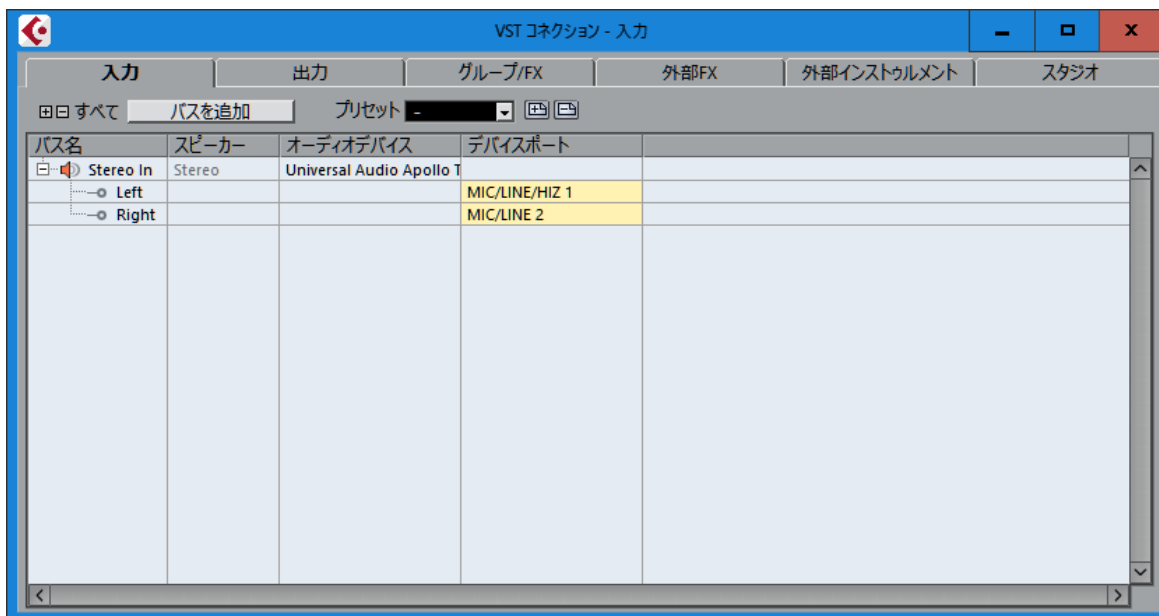 VST コネクション - 入力
入力 出力 グループ/FX 外部FX 外部インストゥルメント スタジオ
すべて バスを追加 プリセット -
バス名 スピーカー オーディオデバイス デバイスポート
Stereo In Stereo Universal Audio Apollo T
Left MIC/LINE/HIZ 1
Right MIC/LINE 2